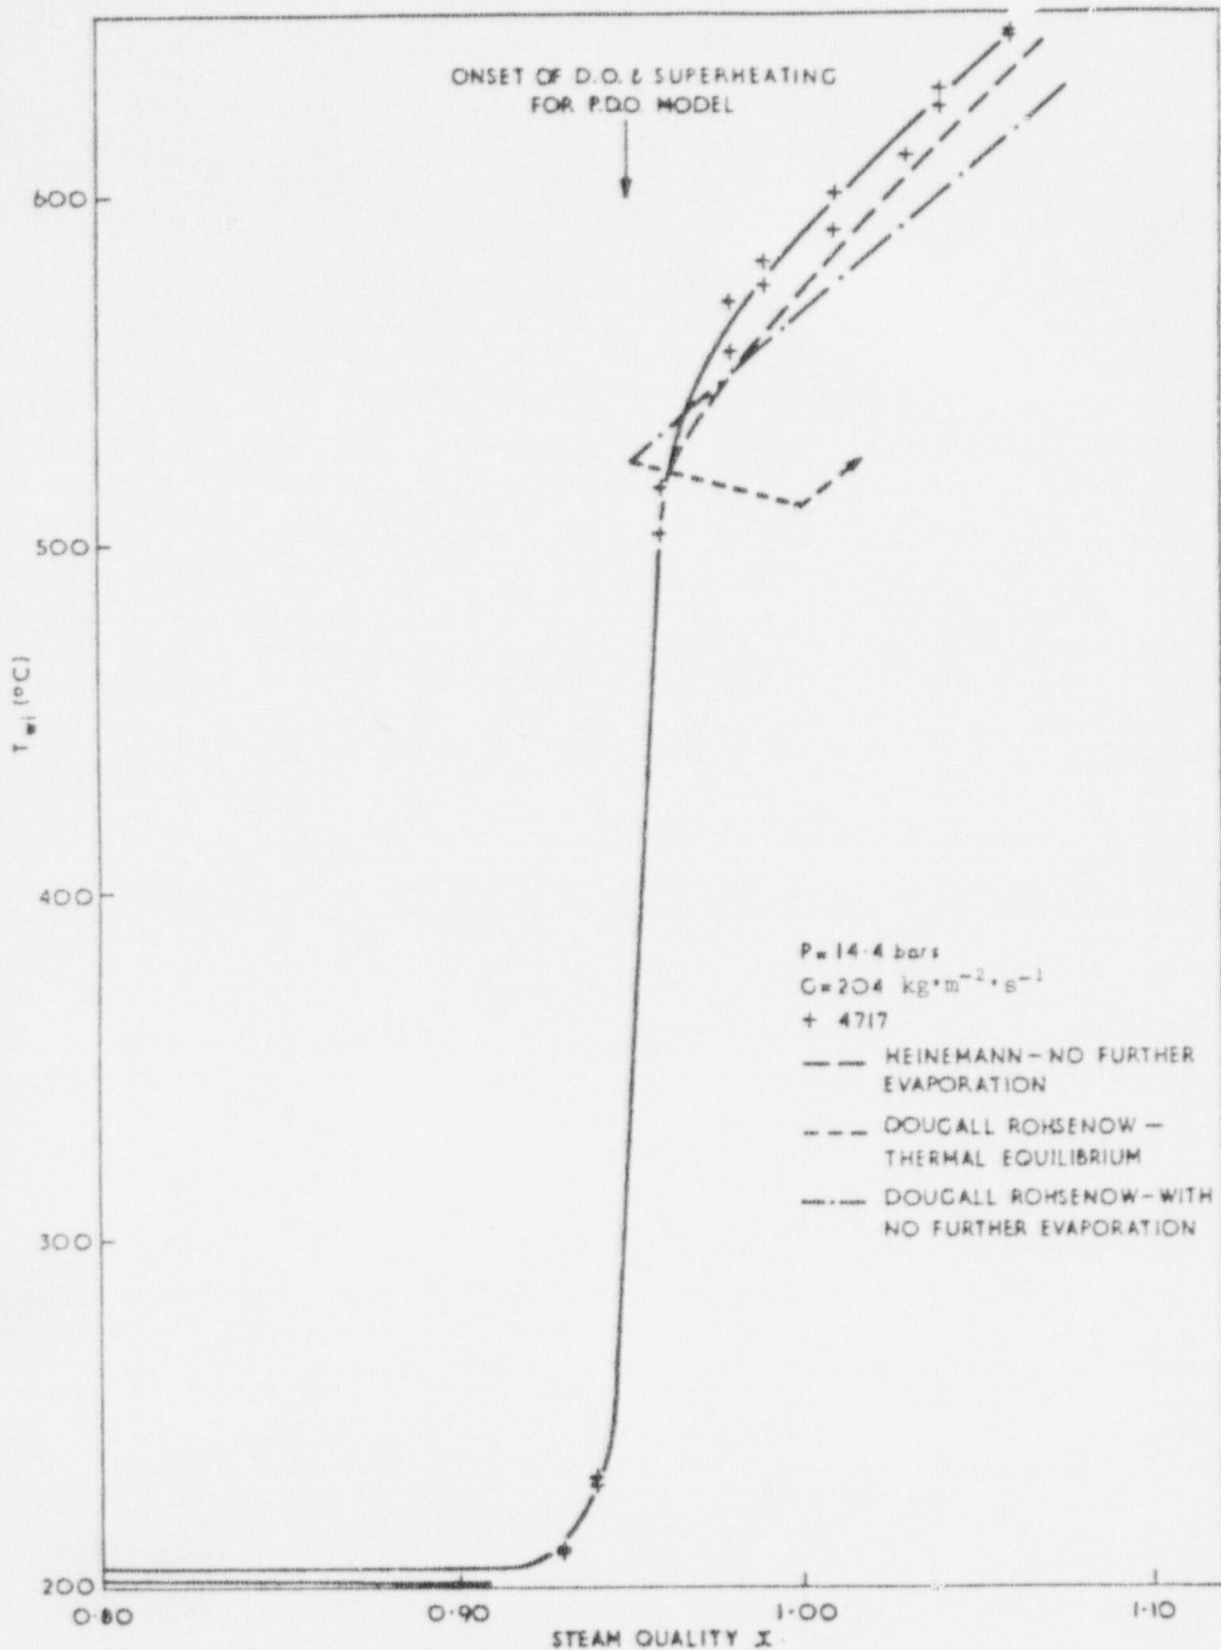 ONSET OF D.O. & SUPERHEATING
FOR P.D.O. MODEL
600
500
400
300
200
T wi (°C)
P = 14.4 bars
G = 204 kg·m⁻²·s⁻¹
+ 4717
HEINEMANN - NO FURTHER
EVAPORATION
DOUGALL ROHSENOW -
THERMAL EQUILIBRIUM
DOUGALL ROHSENOW - WITH
NO FURTHER EVAPORATION
0.80
0.90
1.00
1.10
STEAM QUALITY X